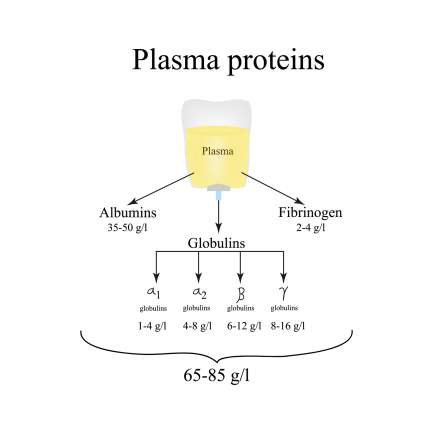 Plasma proteins
Plasma
Albumins
35-50 g/l
Fibrinogen
2-4 g/l
Globulins
α1
globulins
1-4 g/l
α2
globulins
4-8 g/l
β
globulins
6-12 g/l
γ
globulins
8-16 g/l
65-85 g/l